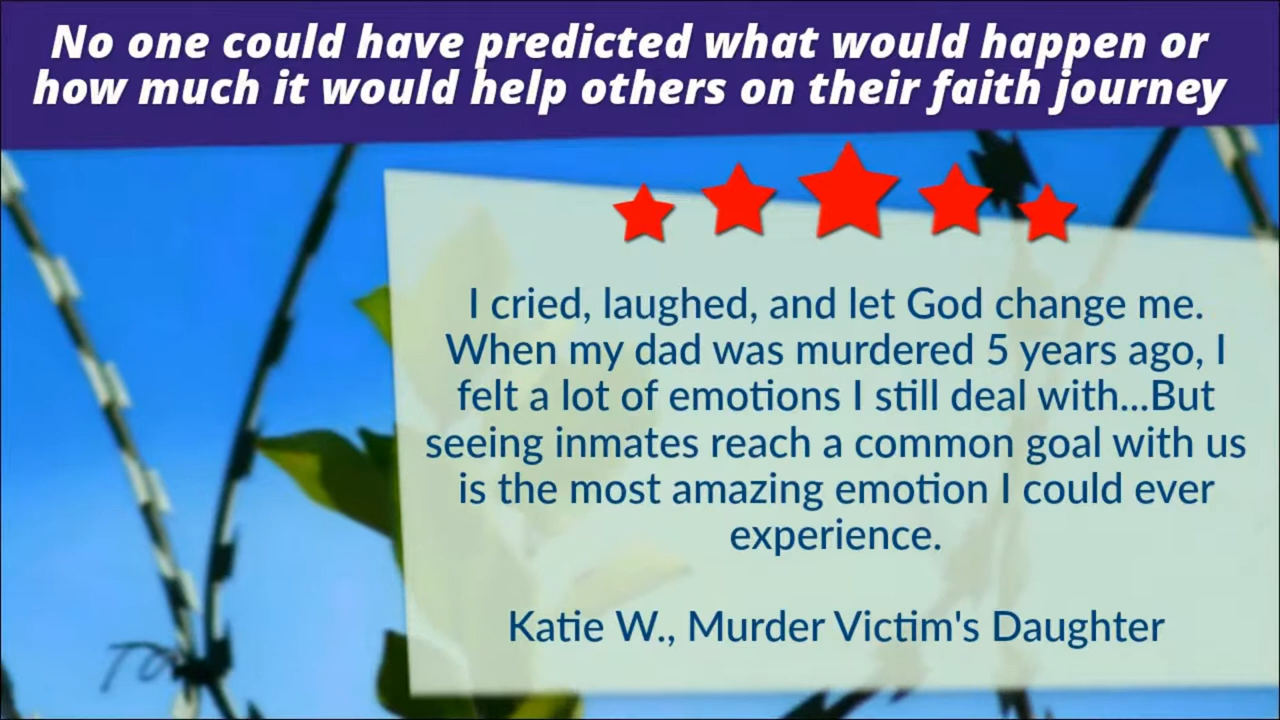 No one could have predicted what would happen or
how much it would help others on their faith journey
I cried, laughed, and let God change me.
When my dad was murdered 5 years ago, I
felt a lot of emotions I still deal with...But
seeing inmates reach a common goal with us
is the most amazing emotion I could ever
experience.
Katie W., Murder Victim's Daughter